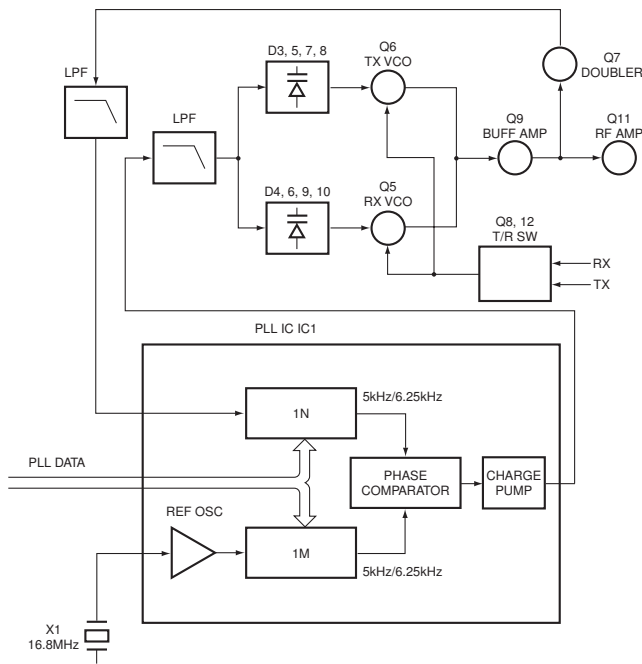 Q7
DOUBLER
LPF
D3, 5, 7, 8
Q6
TX VCO
LPF
Q9
BUFF AMP
Q11
RF AMP
D4, 6, 9, 10
Q5
RX VCO
Q8, 12
T/R SW
RX
TX
PLL IC IC1
5kHz/6.25kHz
1N
PLL DATA
PHASE
COMPARATOR
CHARGE
PUMP
REF OSC
1M
5kHz/6.25kHz
X1
16.8MHz